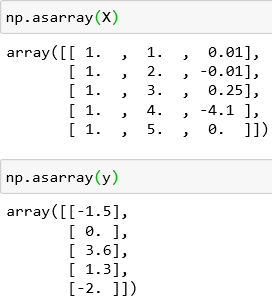 np.asarray(X)
array([[ 1.  ,  1.  ,  0.01],
       [ 1.  ,  2.  , -0.01],
       [ 1.  ,  3.  ,  0.25],
       [ 1.  ,  4.  , -4.1 ],
       [ 1.  ,  5.  ,  0.  ]])
np.asarray(y)
array([[-1.5],
       [ 0. ],
       [ 3.6],
       [ 1.3],
       [-2. ]])